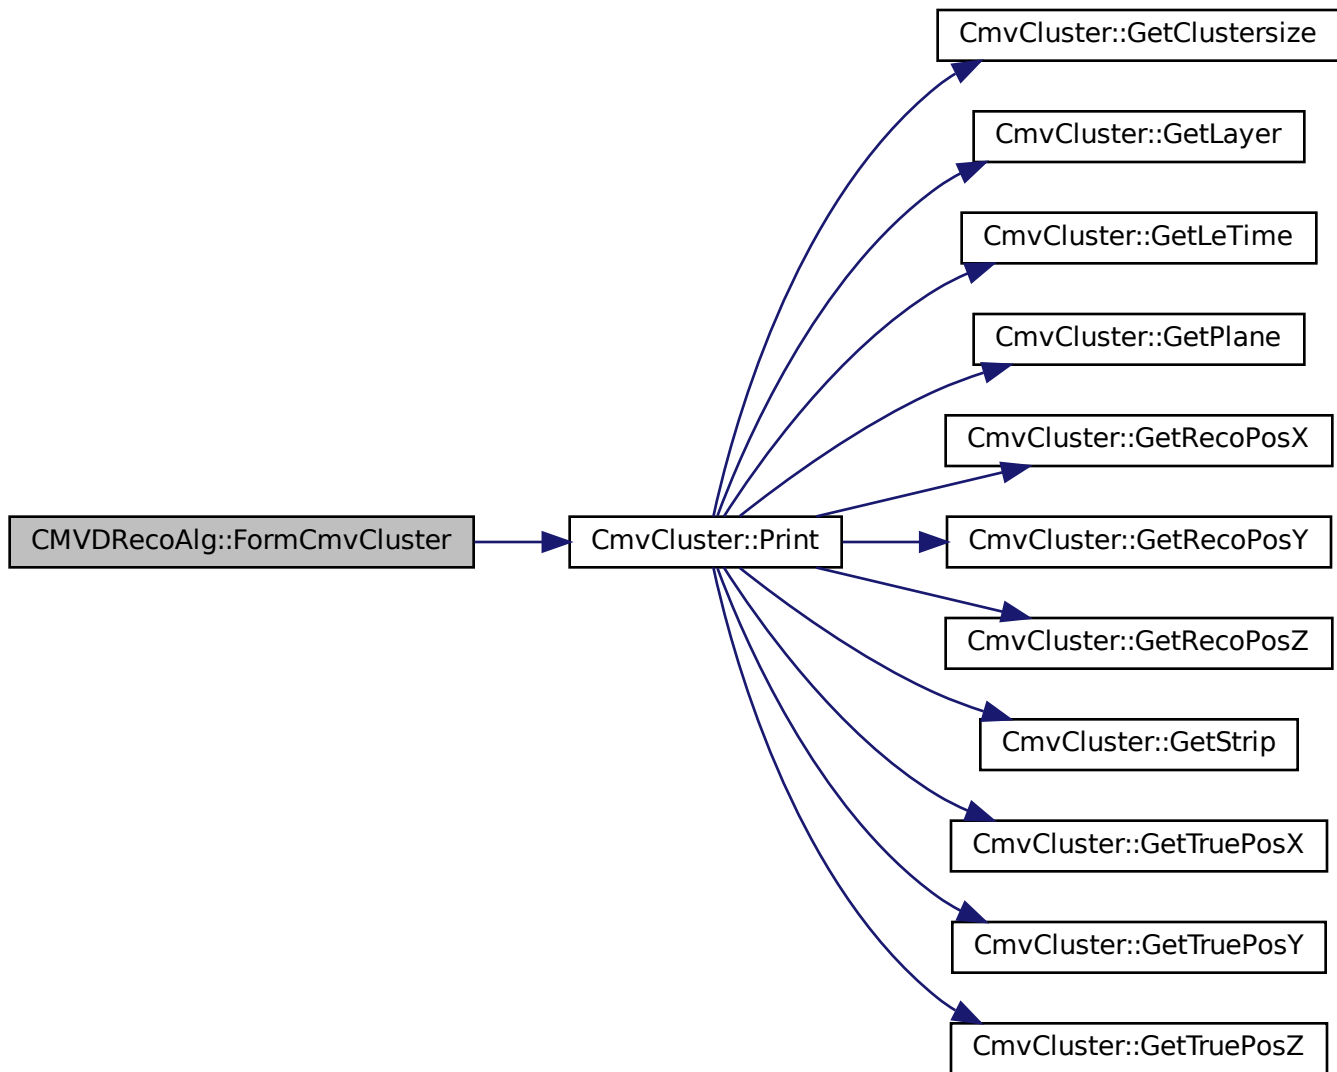 CMVDRecoAlg::FormCmvCluster
CmvCluster::Print
CmvCluster::GetClustersize
CmvCluster::GetLayer
CmvCluster::GetLeTime
CmvCluster::GetPlane
CmvCluster::GetRecoPosX
CmvCluster::GetRecoPosY
CmvCluster::GetRecoPosZ
CmvCluster::GetStrip
CmvCluster::GetTruePosX
CmvCluster::GetTruePosY
CmvCluster::GetTruePosZ